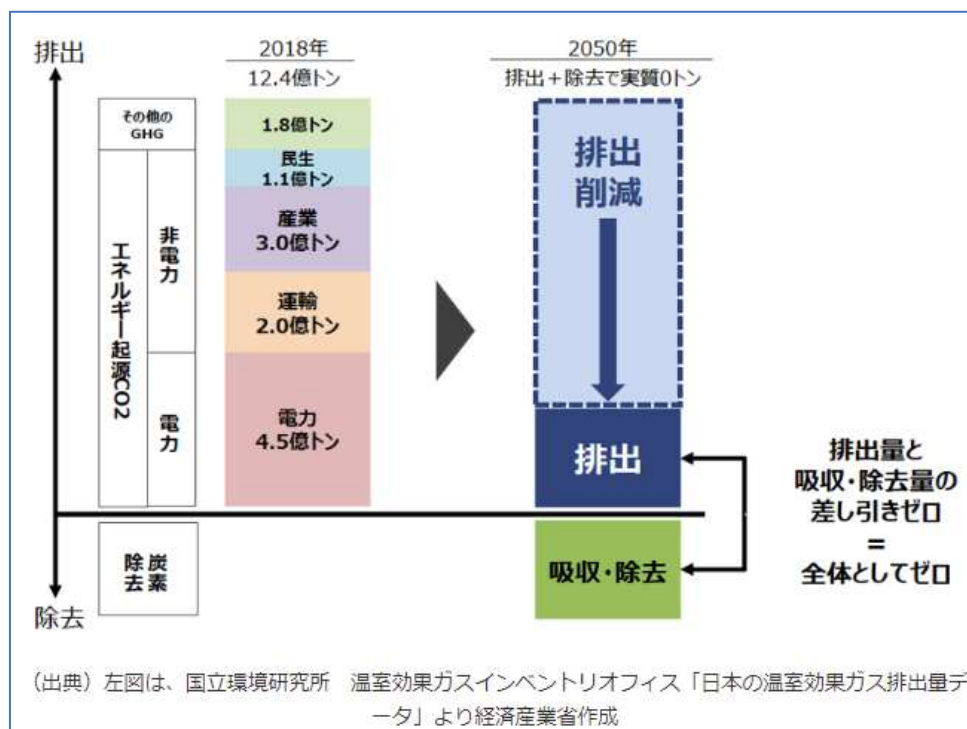 排出
2018年
12.4億トン
2050年
排出+除去で実質0トン
その他の
GHG
1.8億トン
エネルギー起源CO2
非電力
民生
1.1億トン
産業
3.0億トン
運輸
2.0億トン
電力
電力
4.5億トン
排出
削減
排出
排出量と
吸収・除去量の
差し引きゼロ
=
全体としてゼロ
炭素
除去
吸収・除去
除去
(出典)左図は、国立環境研究所 温室効果ガスインベントリオフィス「日本の温室効果ガス排出量デ
ータ」より経済産業省作成